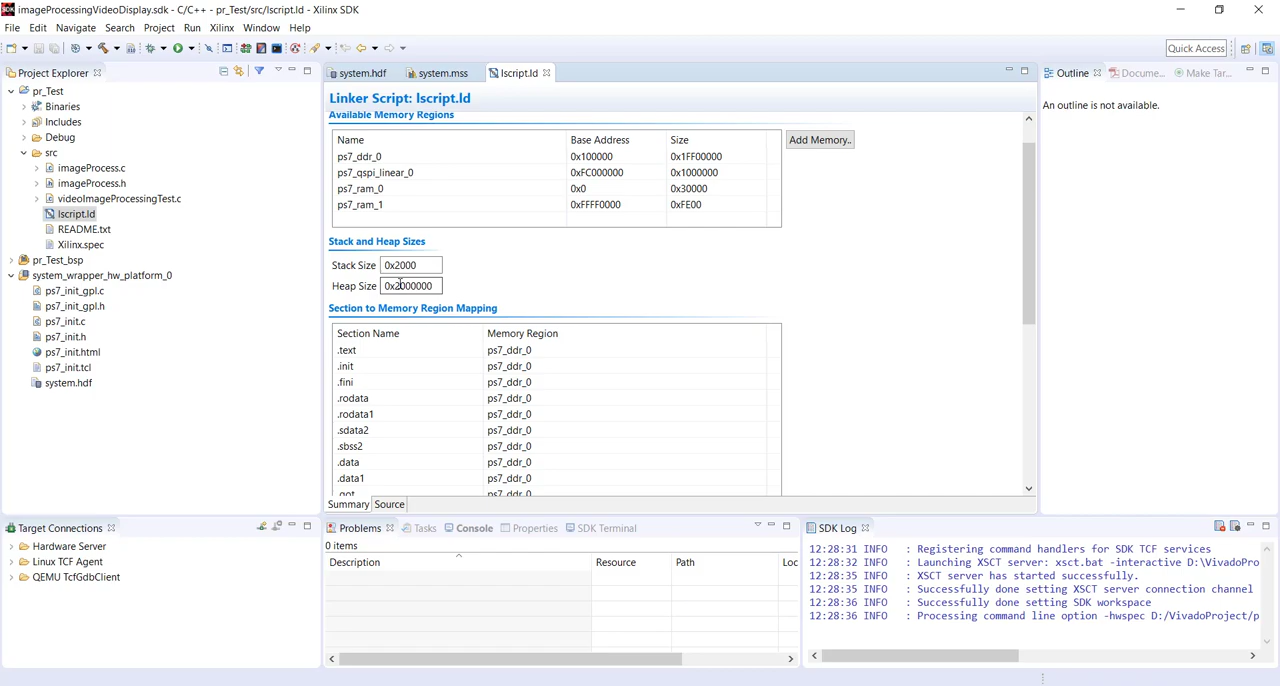 imageProcessingVideoDisplay.sdk - C/C++ - pr_Test/src/lscript.ld - Xilinx SDK
File Edit Navigate Search Project Run Xilinx Window Help
Quick Access
Project Explorer
pr_Test
Binaries
Includes
Debug
src
imageProcess.c
imageProcess.h
videoImageProcessingTest.c
lscript.ld
README.txt
Xilinx.spec
pr_Test_bsp
system_wrapper_hw_platform_0
ps7_init_gpl.c
ps7_init_gpl.h
ps7_init.c
ps7_init.h
ps7_init.html
ps7_init.tcl
system.hdf
system.hdf system.mss lscript.ld
Linker Script: lscript.ld
Available Memory Regions
Name Base Address Size
ps7_ddr_0 0x100000 0x1FF00000
ps7_qspi_linear_0 0xFC000000 0x1000000
ps7_ram_0 0x0 0x30000
ps7_ram_1 0xFFFF0000 0xFE00
Add Memory..
Stack and Heap Sizes
Stack Size 0x2000
Heap Size 0x2000000
Section to Memory Region Mapping
Section Name Memory Region
.text ps7_ddr_0
.init ps7_ddr_0
.fini ps7_ddr_0
.rodata ps7_ddr_0
.rodata1 ps7_ddr_0
.sdata2 ps7_ddr_0
.sbss2 ps7_ddr_0
.data ps7_ddr_0
.data1 ps7_ddr_0
.got ps7_ddr_0
Summary Source
Outline Docume... Make Tar...
An outline is not available.
Target Connections
Hardware Server
Linux TCF Agent
QEMU TcfGdbClient
Problems Tasks Console Properties SDK Terminal
0 items
Description Resource Path Loc
SDK Log
12:28:31 INFO : Registering command handlers for SDK TCF services
12:28:32 INFO : Launching XSCT server: xsct.bat -interactive D:\VivadoPro
12:28:35 INFO : XSCT server has started successfully.
12:28:35 INFO : Successfully done setting XSCT server connection channel
12:28:36 INFO : Successfully done setting SDK workspace
12:28:36 INFO : Processing command line option -hwspec D:/VivadoProject/p